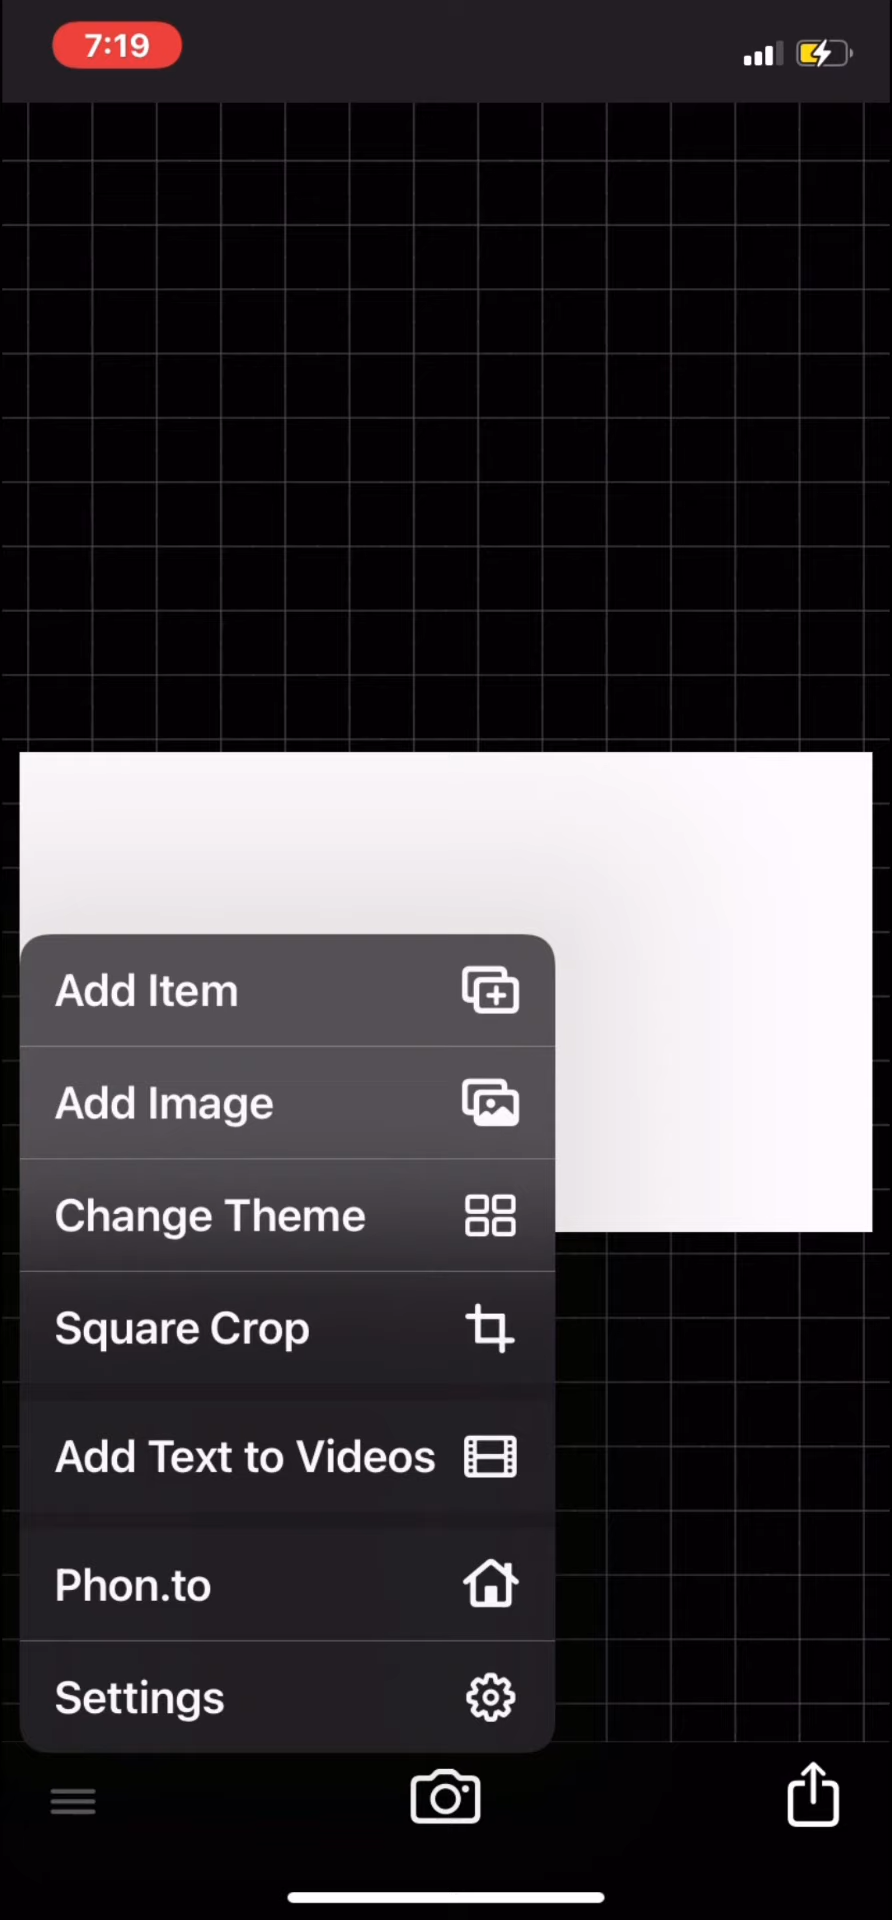 7:19
Add Item
Add Image
Change Theme
Square Crop
Add Text to Videos
Phon.to
Settings